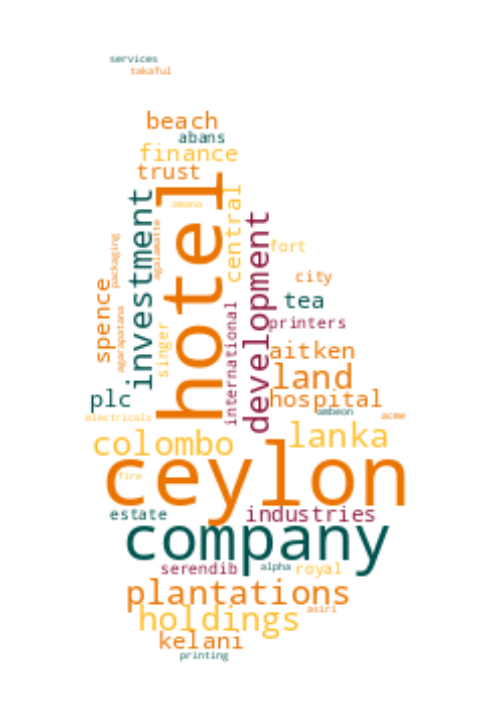 services
takaful
beach
abans
finance
trust
hotel
investment
amana
central
agalawatte
development
packaging
fort
spence
city
tea
international
printers
agarapatana
singer
aitken
land
plc
hospital
electricals
ambeon
acme
colombo
lanka
ceylon
fire
estate
industries
company
serendib
alpha
royal
plantations
holdings
asiri
kelani
printing